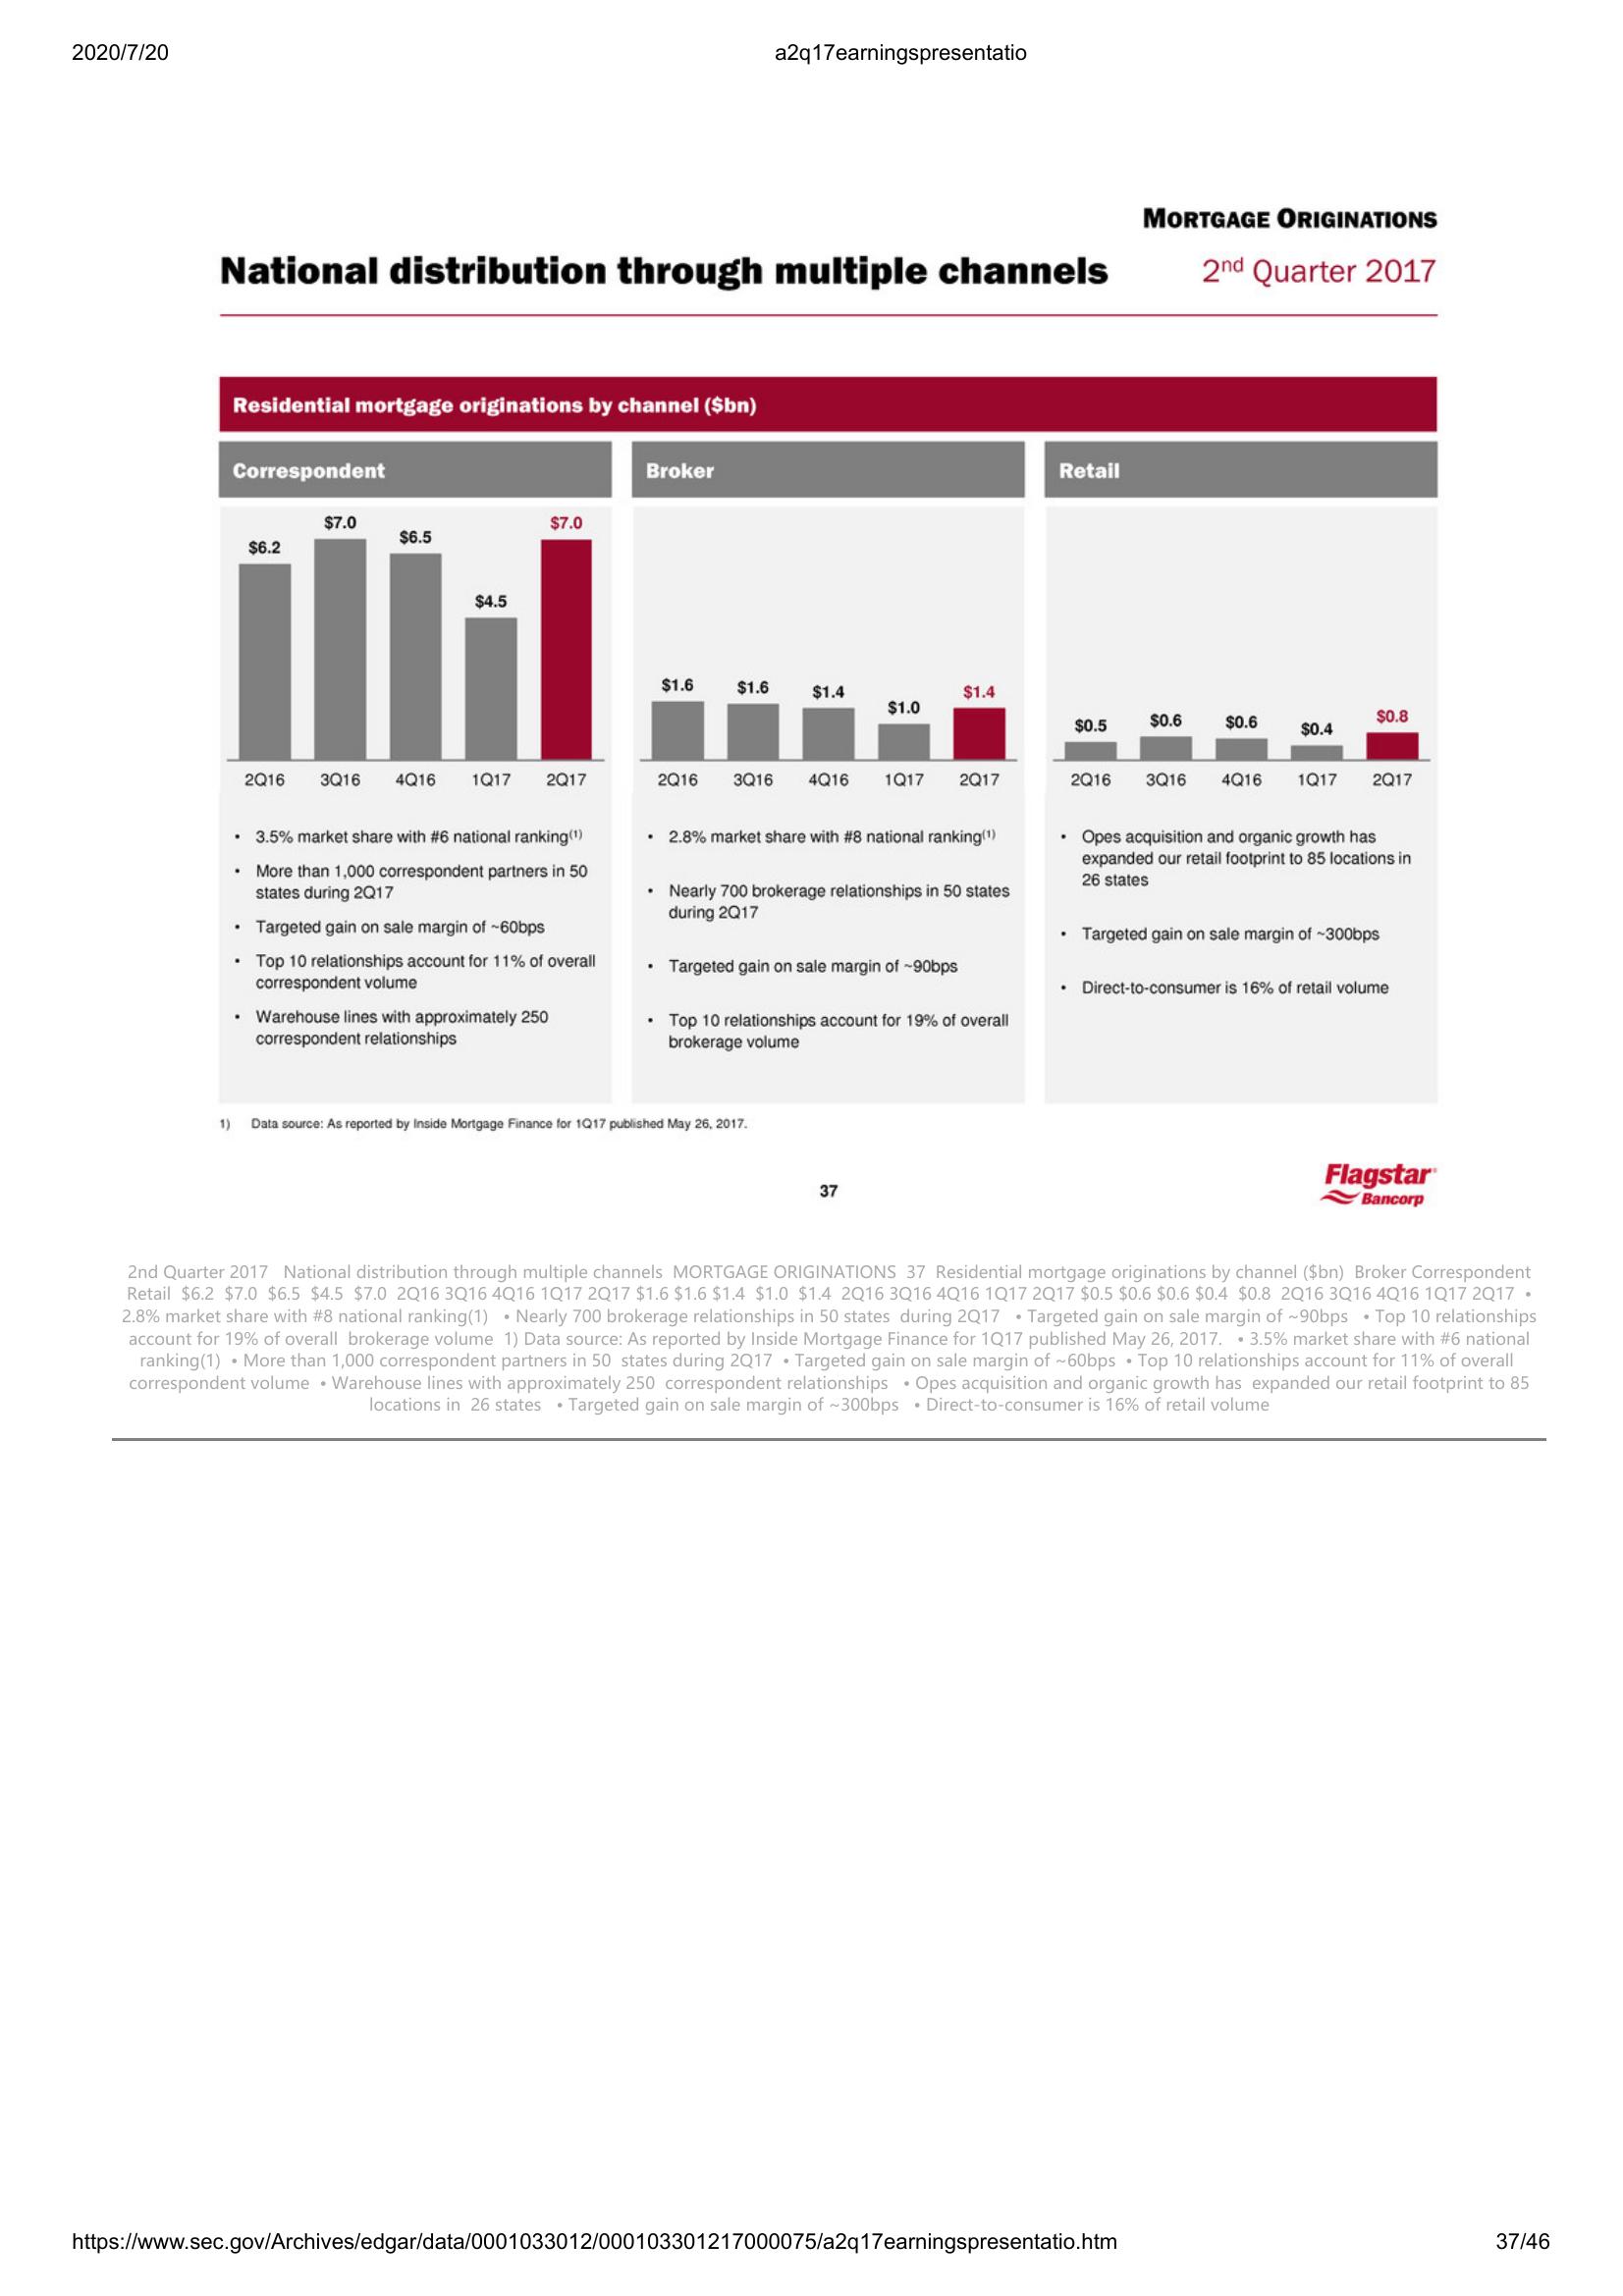 2020/7/20
a2q17earningspresentatio
MORTGAGE ORIGINATIONS
National distribution through multiple channels
2nd Quarter 2017
Residential mortgage originations by channel ($bn)
Correspondent
$6.2
$7.0
$6.5
$4.5
$7.0
2Q16 3Q16 4Q16 1Q17 2Q17
• 3.5% market share with #6 national ranking(1)
• More than 1,000 correspondent partners in 50
states during 2Q17
• Targeted gain on sale margin of ~60bps
• Top 10 relationships account for 11% of overall
correspondent volume
• Warehouse lines with approximately 250
correspondent relationships
Broker
$1.6
$1.6
$1.4
$1.0
$1.4
2Q16 3Q16 4Q16 1Q17 2Q17
• 2.8% market share with #8 national ranking(1)
• Nearly 700 brokerage relationships in 50 states
during 2Q17
• Targeted gain on sale margin of ~90bps
• Top 10 relationships account for 19% of overall
brokerage volume
Retail
$0.5
$0.6
$0.6
$0.4
$0.8
2Q16 3Q16 4Q16 1Q17 2Q17
• Opes acquisition and organic growth has
expanded our retail footprint to 85 locations in
26 states
• Targeted gain on sale margin of ~300bps
• Direct-to-consumer is 16% of retail volume
1) Data source: As reported by Inside Mortgage Finance for 1Q17 published May 26, 2017.
37
Flagstar
Bancorp
2nd Quarter 2017 National distribution through multiple channels MORTGAGE ORIGINATIONS 37 Residential mortgage originations by channel ($bn) Broker Correspondent
Retail $6.2 $7.0 $6.5 $4.5 $7.0 2Q16 3Q16 4Q16 1Q17 2Q17 $1.6 $1.6 $1.4 $1.0 $1.4 2Q16 3Q16 4Q16 1Q17 2Q17 $0.5 $0.6 $0.6 $0.4 $0.8 2Q16 3Q16 4Q16 1Q17 2Q17 •
2.8% market share with #8 national ranking(1) • Nearly 700 brokerage relationships in 50 states during 2Q17 • Targeted gain on sale margin of ~90bps • Top 10 relationships
account for 19% of overall brokerage volume 1) Data source: As reported by Inside Mortgage Finance for 1Q17 published May 26, 2017. • 3.5% market share with #6 national
ranking(1) • More than 1,000 correspondent partners in 50 states during 2Q17 • Targeted gain on sale margin of ~60bps • Top 10 relationships account for 11% of overall
correspondent volume • Warehouse lines with approximately 250 correspondent relationships • Opes acquisition and organic growth has expanded our retail footprint to 85
locations in 26 states • Targeted gain on sale margin of ~300bps • Direct-to-consumer is 16% of retail volume
https://www.sec.gov/Archives/edgar/data/0001033012/000103301217000075/a2q17earningspresentatio.htm
37/46